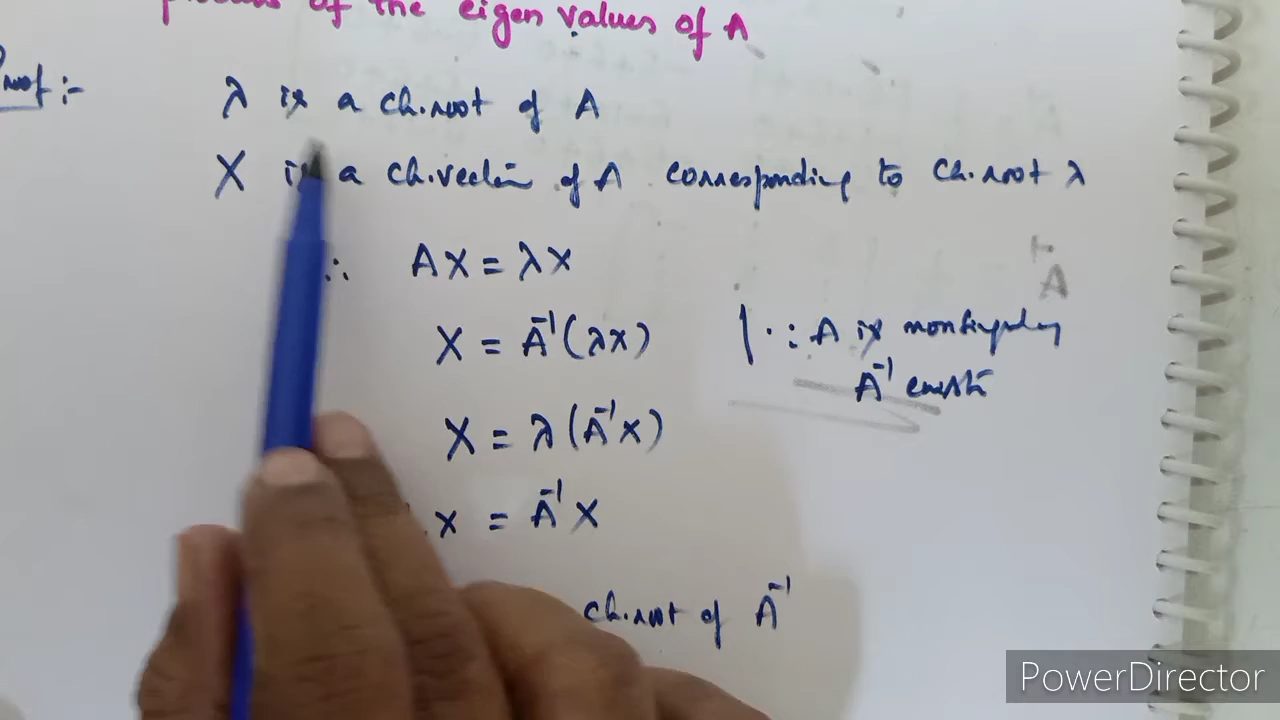 of the eigen values of A
Proof :-
λ is a ch.root of A
X is a ch.vector of A corresponding to ch.root λ
∴ AX = λX
X = A⁻¹(λX) | ∵ A is nonsingular
A⁻¹ exists
X = λ(A⁻¹X)
X = A⁻¹X
ch.root of A⁻¹
PowerDirector